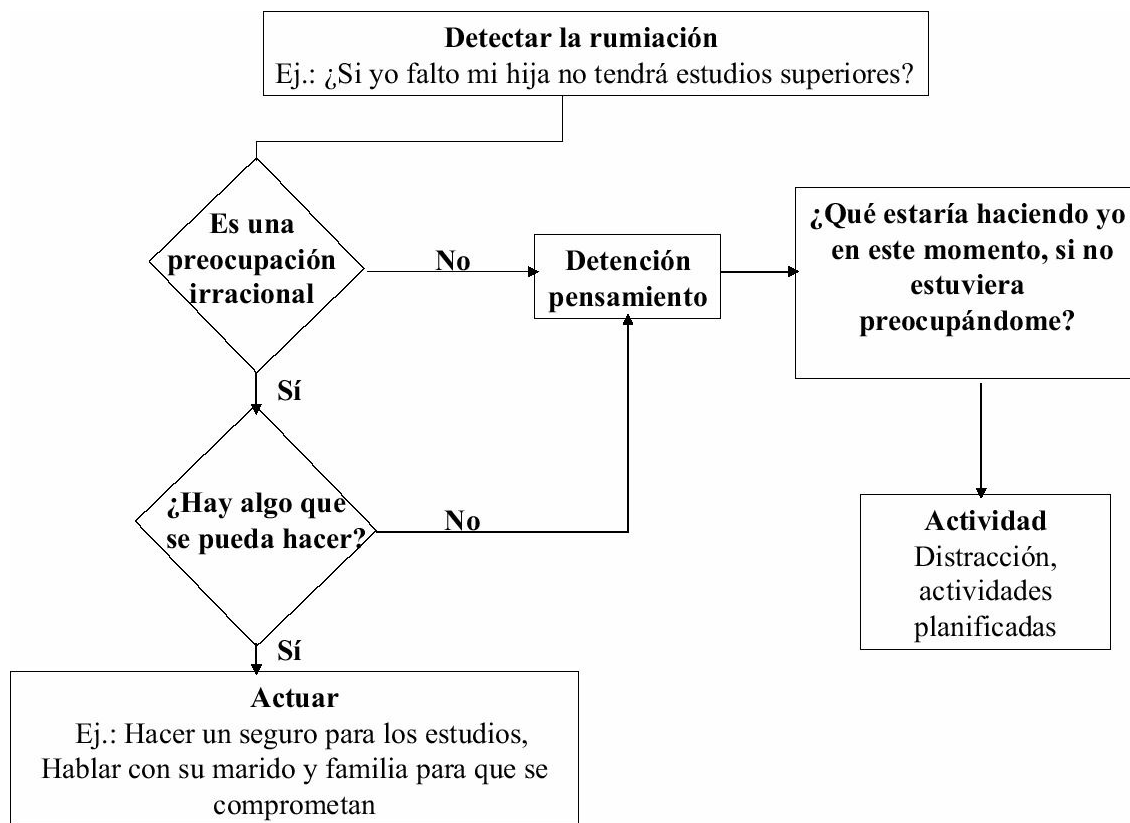 Detectar la rumiación
Ej.: ¿Si yo falto mi hija no tendrá estudios superiores?
Es una
preocupación
irracional
No
Detención
pensamiento
¿Qué estaría haciendo yo
en este momento, si no
estuviera
preocupándome?
Sí
¿Hay algo que
se pueda hacer?
No
Actividad
Distracción,
actividades
planificadas
Sí
Actuar
Ej.: Hacer un seguro para los estudios,
Hablar con su marido y familia para que se
comprometan